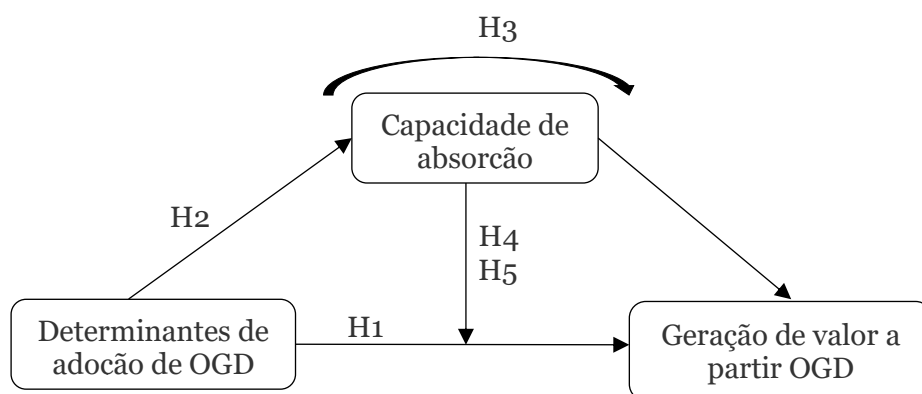 H3
Capacidade de
absorcão
H2
H4
H5
Determinantes de
adocão de OGD
H1
Geração de valor a
partir OGD